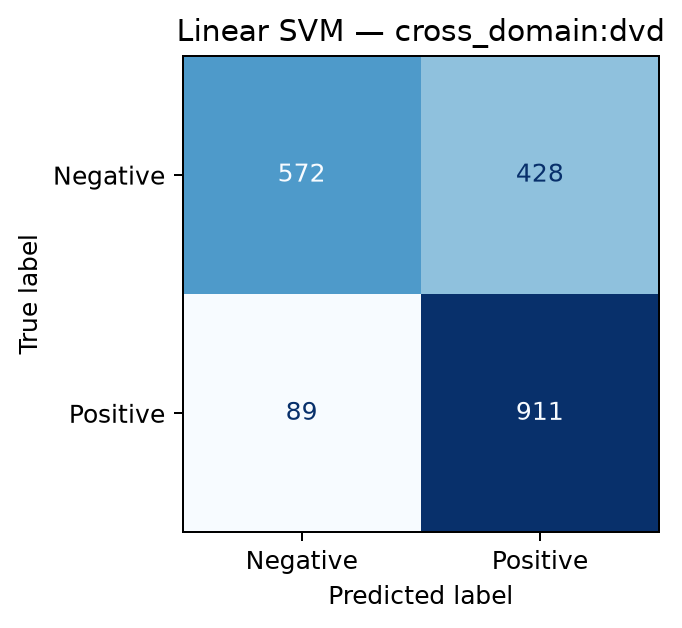 Linear SVM — cross_domain:dvd
True label
Negative
572
428
Positive
89
911
Negative
Positive
Predicted label